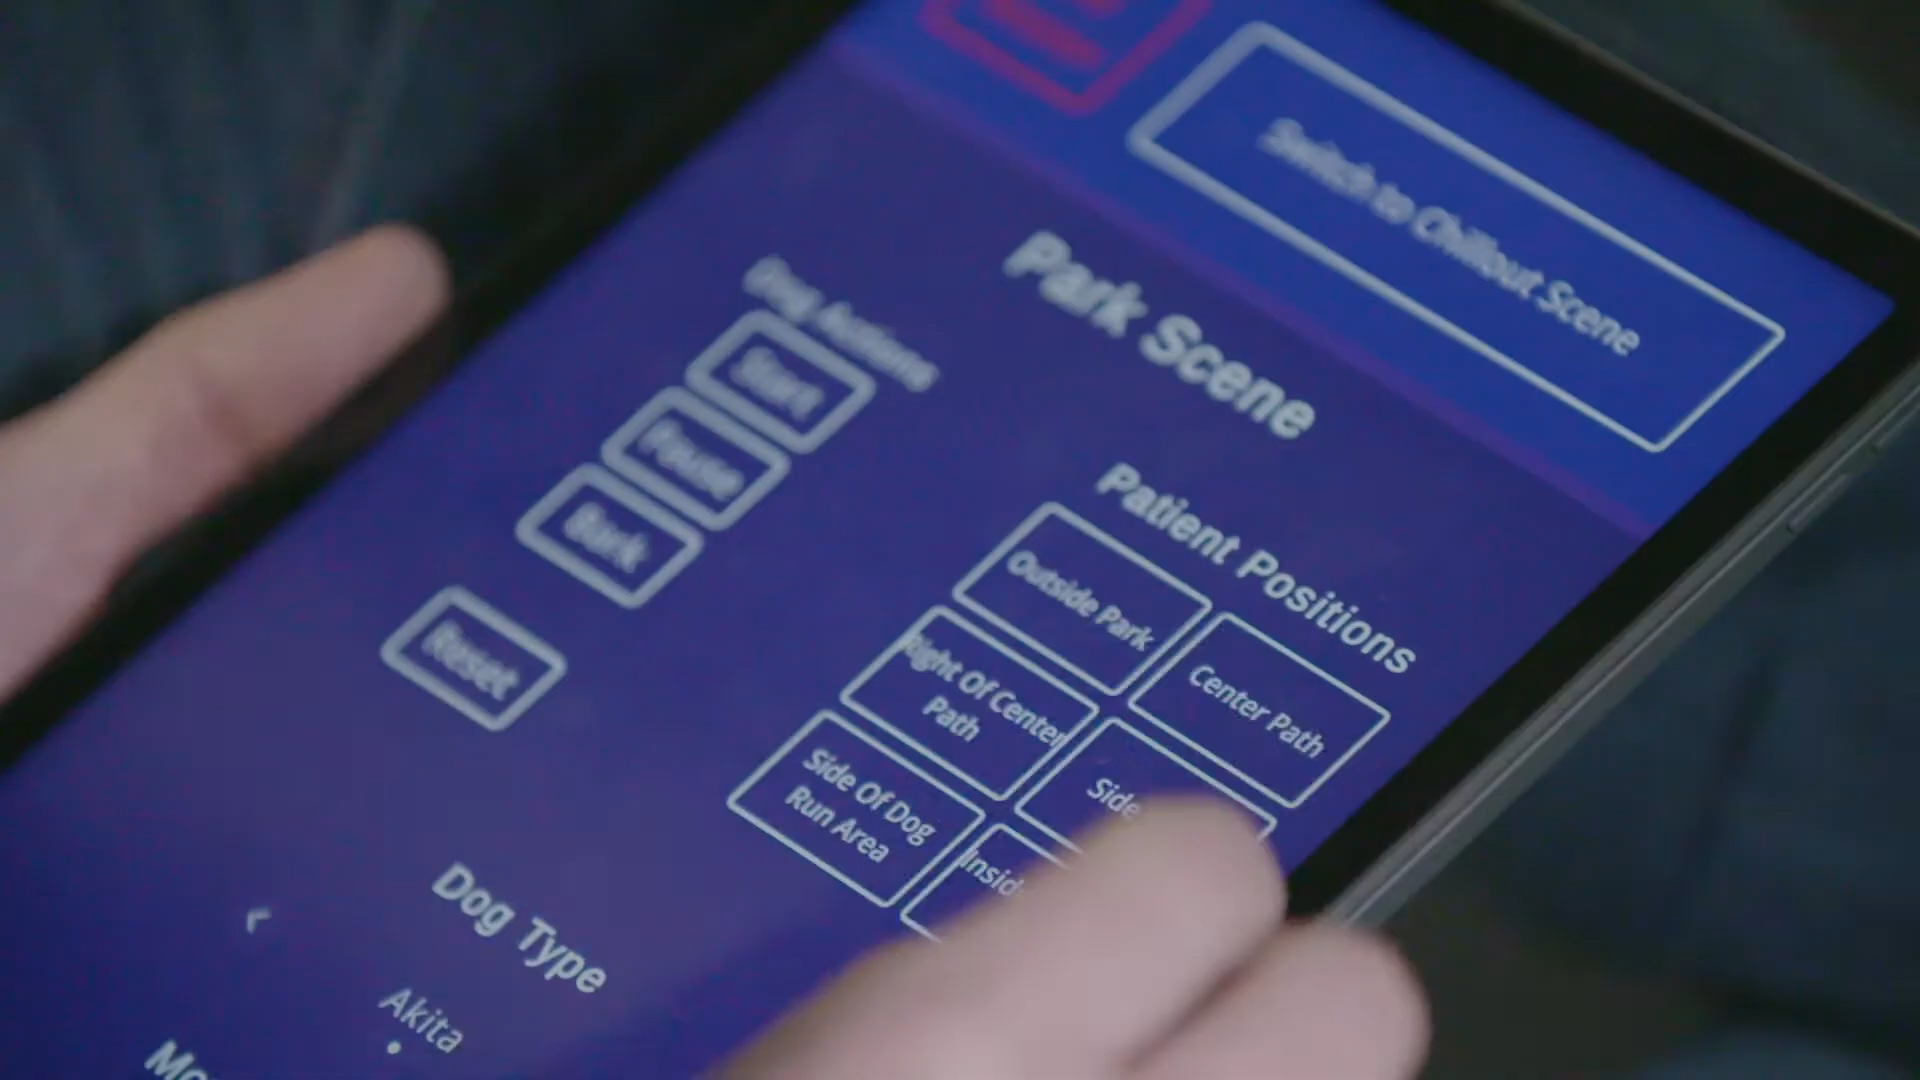 Switch to Chillout Scene
Park Scene
Dog Actions
Start
Pause
Bark
Reset
Patient Positions
Outside Park
Center Path
Right Of Center
Path
Side
Side Of Dog
Run Area
Dog Type
‹
Akita